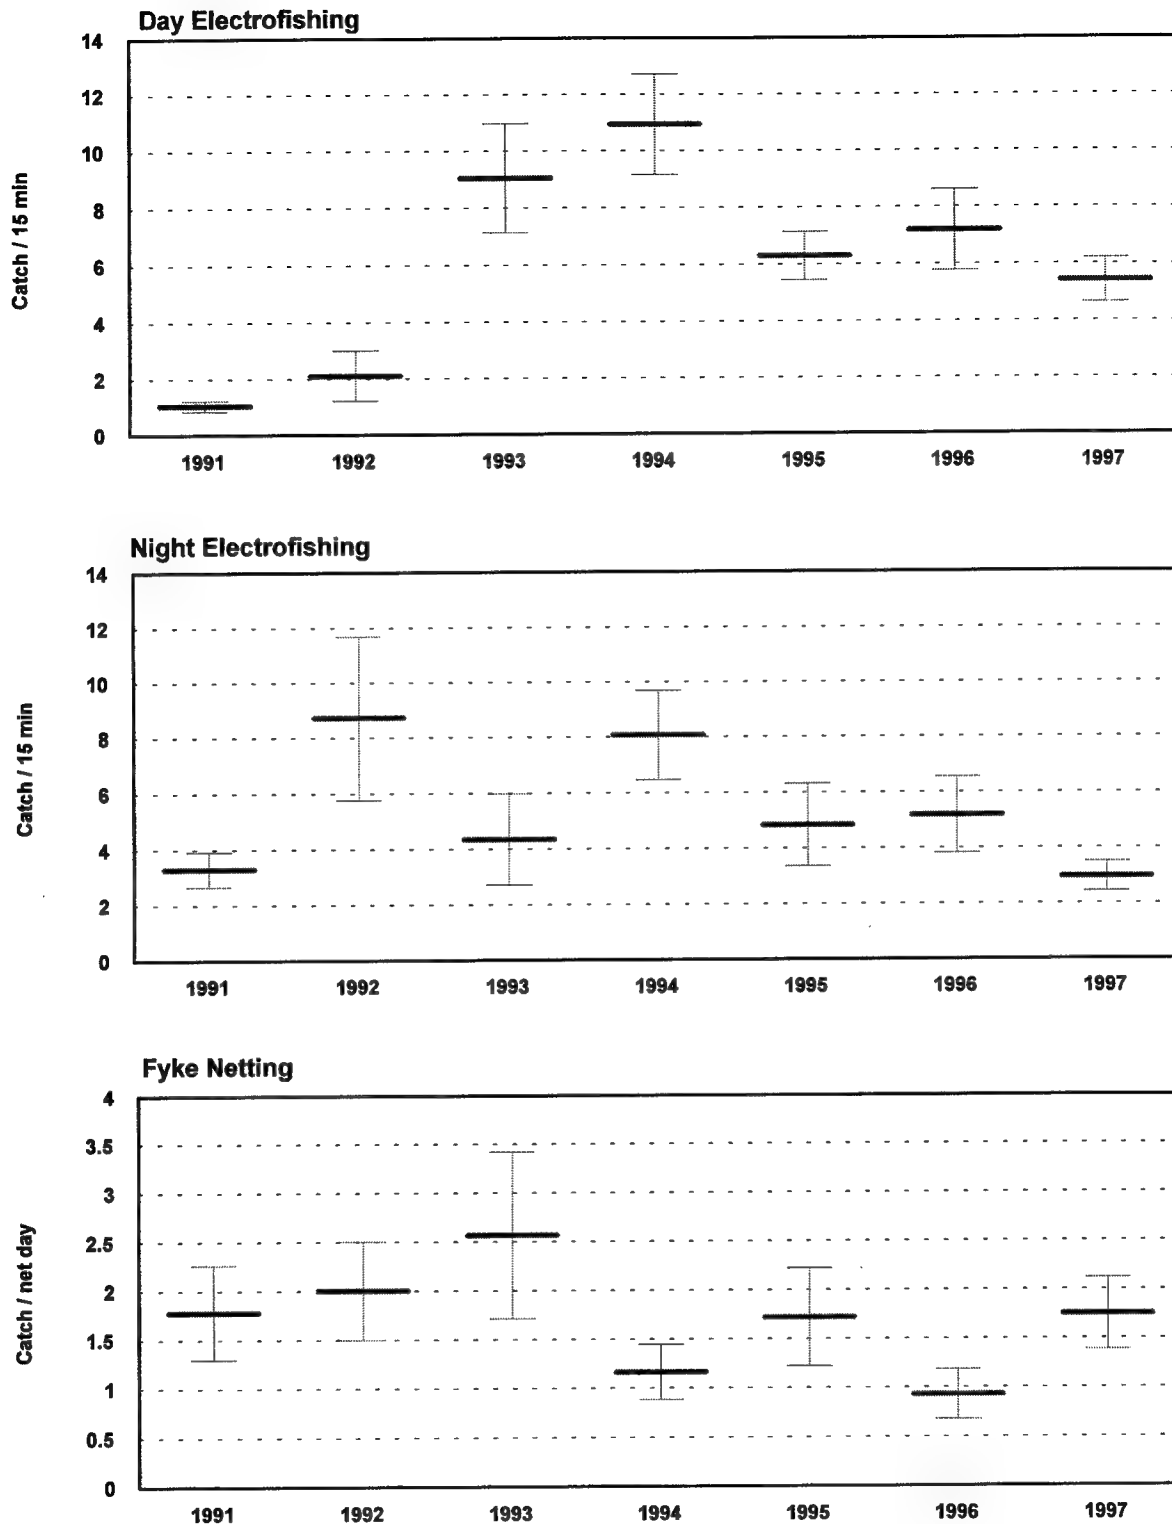 Day Electrofishing
14
12
10
8
6
4
2
0
Catch / 15 min
1991 1992 1993 1994 1995 1996 1997
Night Electrofishing
14
12
10
8
6
4
2
0
Catch / 15 min
1991 1992 1993 1994 1995 1996 1997
Fyke Netting
4
3.5
3
2.5
2
1.5
1
0.5
0
Catch / net day
1991 1992 1993 1994 1995 1996 1997